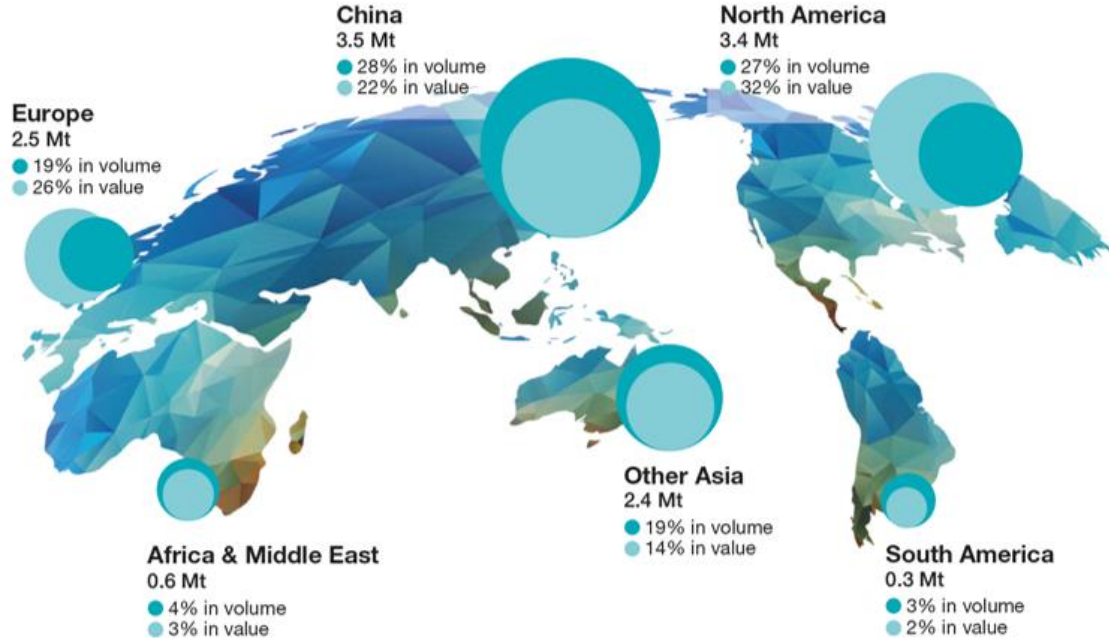 China
3.5 Mt
28% in volume
22% in value
North America
3.4 Mt
27% in volume
32% in value
Europe
2.5 Mt
19% in volume
26% in value
Other Asia
2.4 Mt
19% in volume
14% in value
Africa & Middle East
0.6 Mt
4% in volume
3% in value
South America
0.3 Mt
3% in volume
2% in value